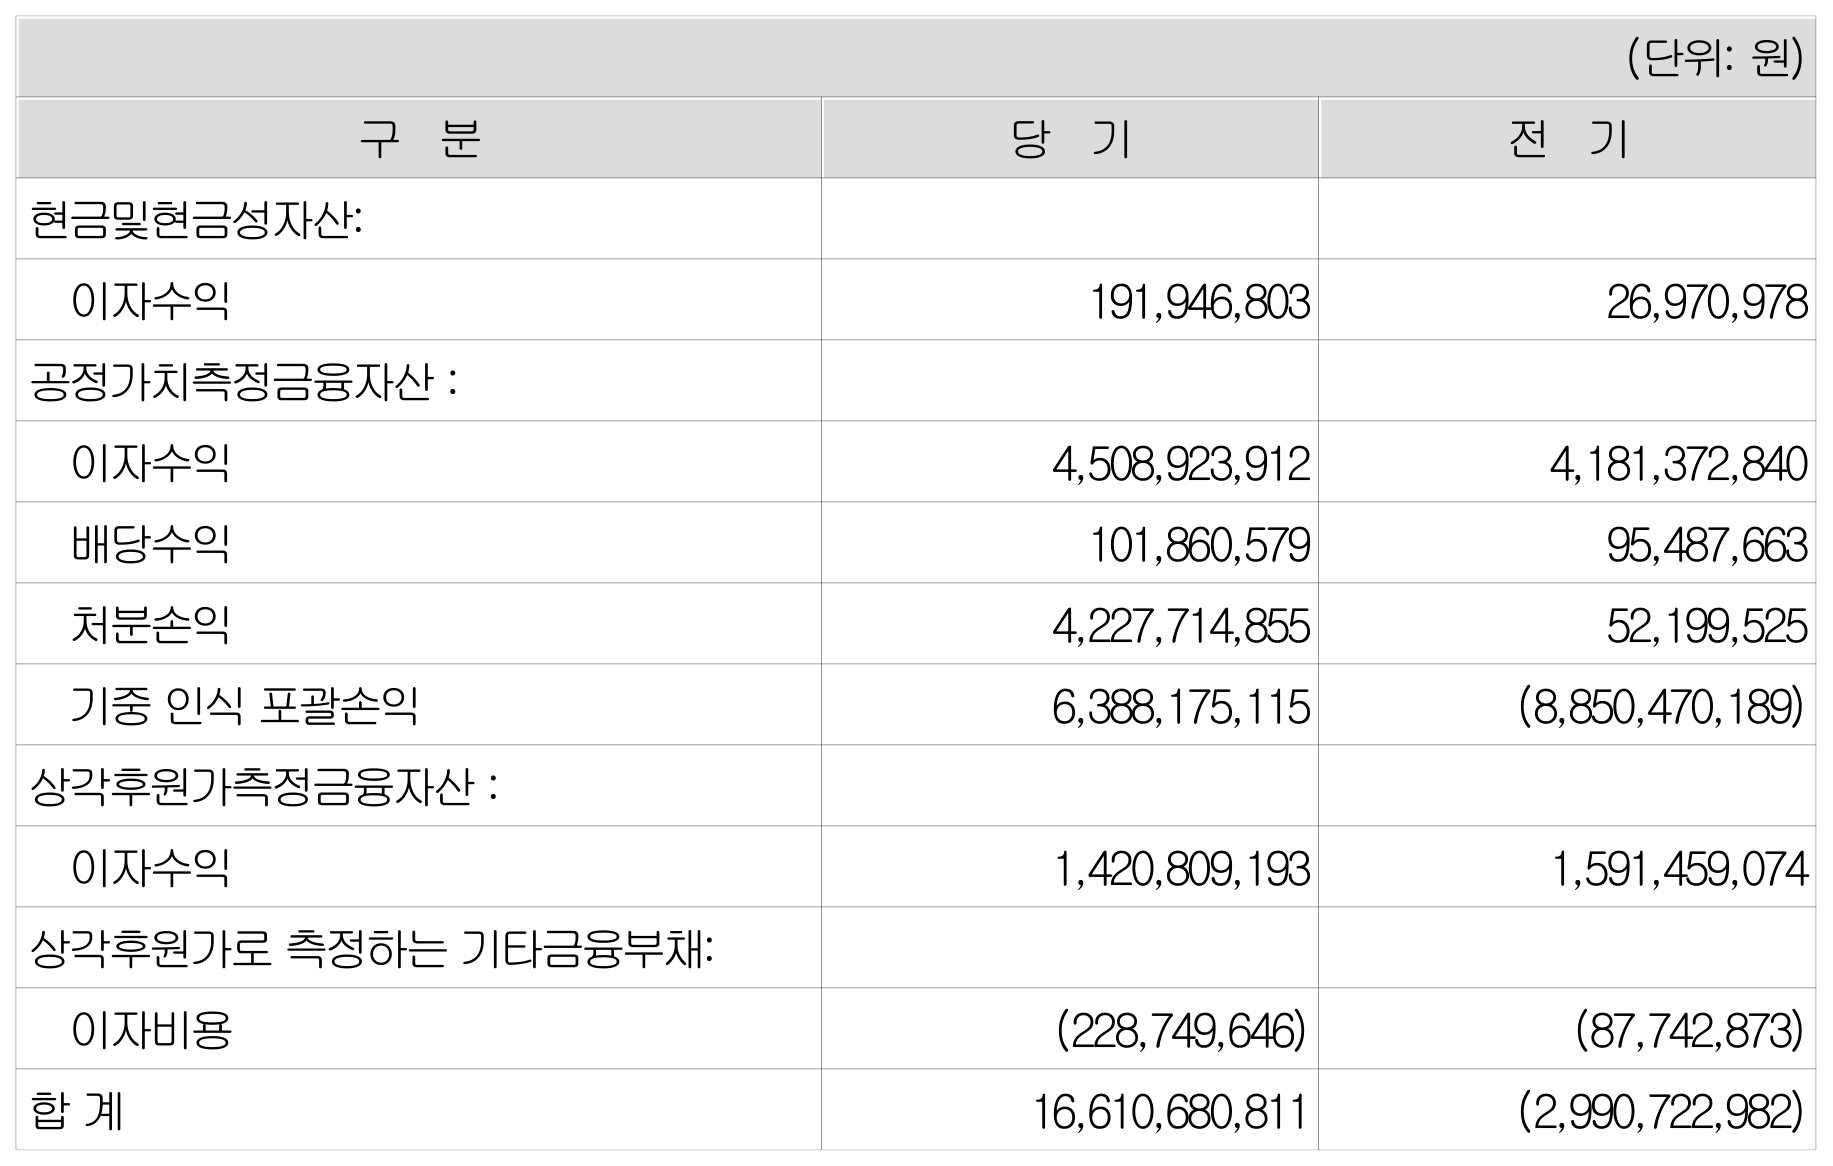 (단위: 원)
구 분 당 기 전 기
현금및현금성자산:
이자수익 191,946,803 26,970,978
공정가치측정금융자산 :
이자수익 4,508,923,912 4,181,372,840
배당수익 101,860,579 95,487,663
처분손익 4,227,714,855 52,199,525
기중 인식 포괄손익 6,388,175,115 (8,850,470,189)
상각후원가측정금융자산 :
이자수익 1,420,809,193 1,591,459,074
상각후원가로 측정하는 기타금융부채:
이자비용 (228,749,646) (87,742,873)
합 계 16,610,680,811 (2,990,722,982)